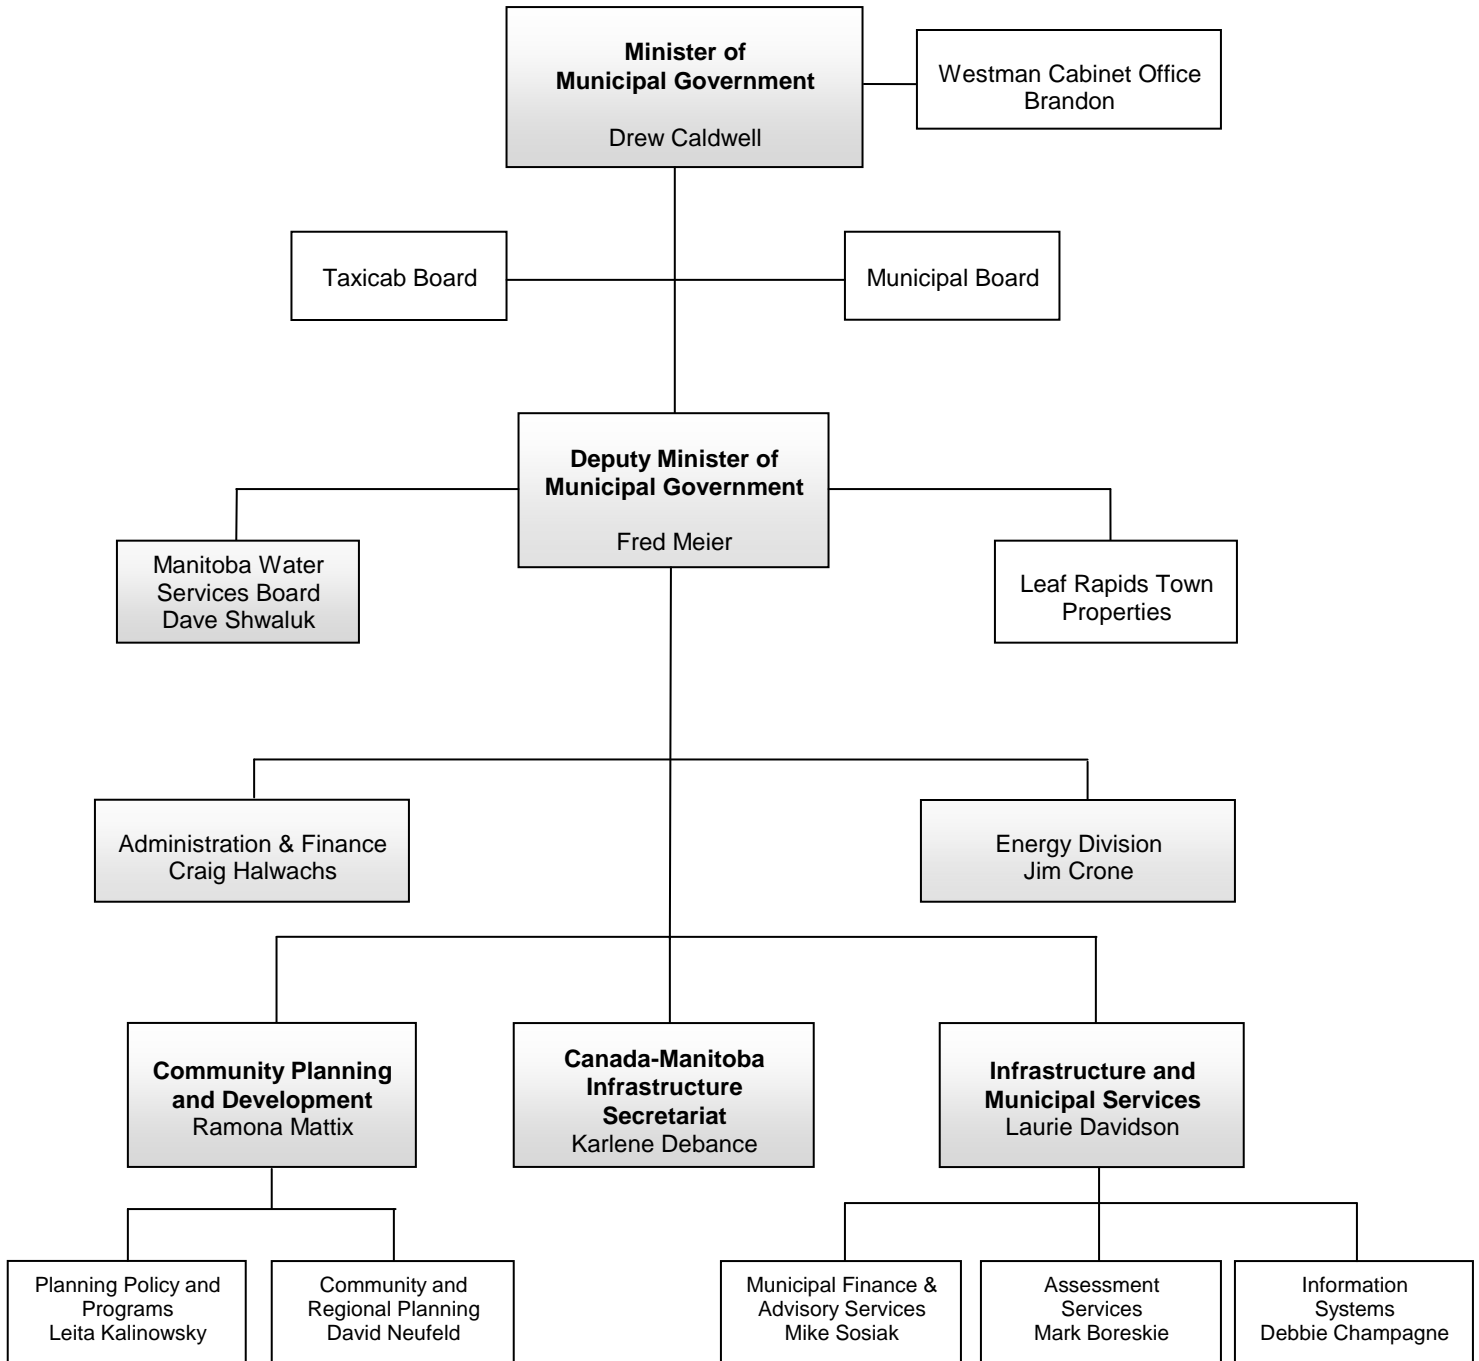 Minister of
Municipal Government
Drew Caldwell
Westman Cabinet Office
Brandon
Taxicab Board
Municipal Board
Deputy Minister of
Municipal Government
Fred Meier
Manitoba Water
Services Board
Dave Shwaluk
Leaf Rapids Town
Properties
Administration & Finance
Craig Halwachs
Energy Division
Jim Crone
Community Planning
and Development
Ramona Mattix
Canada-Manitoba
Infrastructure
Secretariat
Karlene Debance
Infrastructure and
Municipal Services
Laurie Davidson
Planning Policy and
Programs
Leita Kalinowsky
Community and
Regional Planning
David Neufeld
Municipal Finance &
Advisory Services
Mike Sosiak
Assessment
Services
Mark Boreskie
Information
Systems
Debbie Champagne